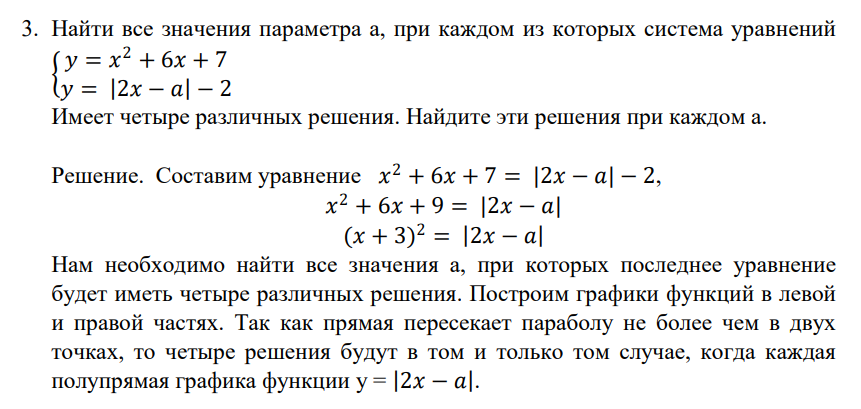 3. Найти все значения параметра а, при каждом из которых система уравнений
{y = x² + 6x + 7
y = |2x − a| − 2
Имеет четыре различных решения. Найдите эти решения при каждом а.
Решение. Составим уравнение x² + 6x + 7 = |2x − a| − 2,
x² + 6x + 9 = |2x − a|
(x + 3)² = |2x − a|
Нам необходимо найти все значения а, при которых последнее уравнение
будет иметь четыре различных решения. Построим графики функций в левой
и правой частях. Так как прямая пересекает параболу не более чем в двух
точках, то четыре решения будут в том и только том случае, когда каждая
полупрямая графика функции у = |2x − a|.